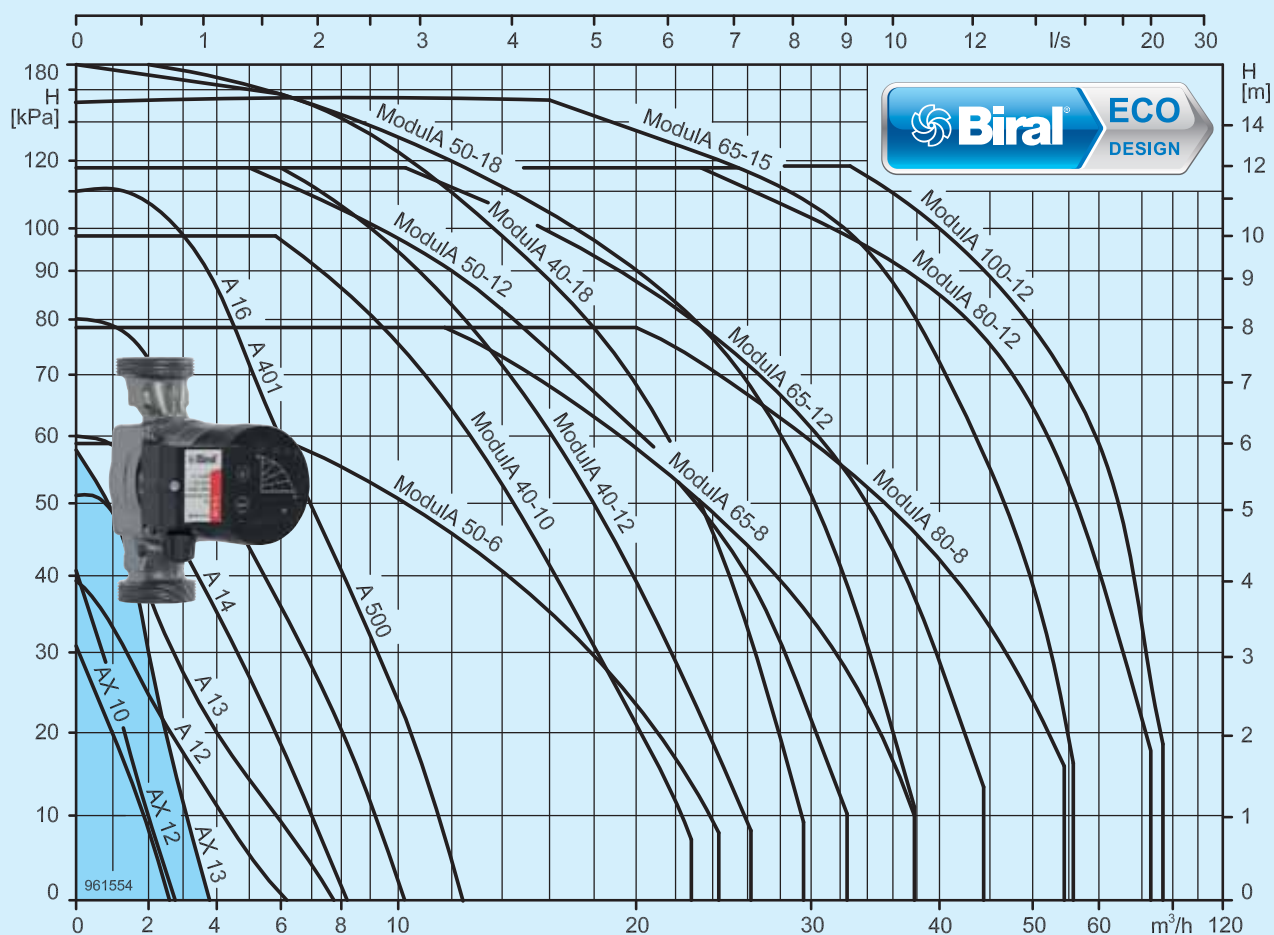 0 1 2 3 4 5 6 7 8 9 10 12 l/s 20 30
180
H
[kPa]
120
100
90
80
70
60
50
40
30
20
10
0
H
[m]
14
12
10
9
8
7
6
5
4
3
2
1
0
Biral®
ECO
DESIGN
ModulA 50-18
ModulA 65-15
ModulA 100-12
ModulA 80-12
ModulA 40-18
ModulA 50-12
A 16
A 401
ModulA 65-12
ModulA 40-10
ModulA 40-12
ModulA 65-8
ModulA 80-8
ModulA 50-6
Biral
A 14
A 500
A 13
A 12
AX 10
AX 12
AX 13
961554
0 2 4 6 8 10 20 30 40 50 60 m³/h 120